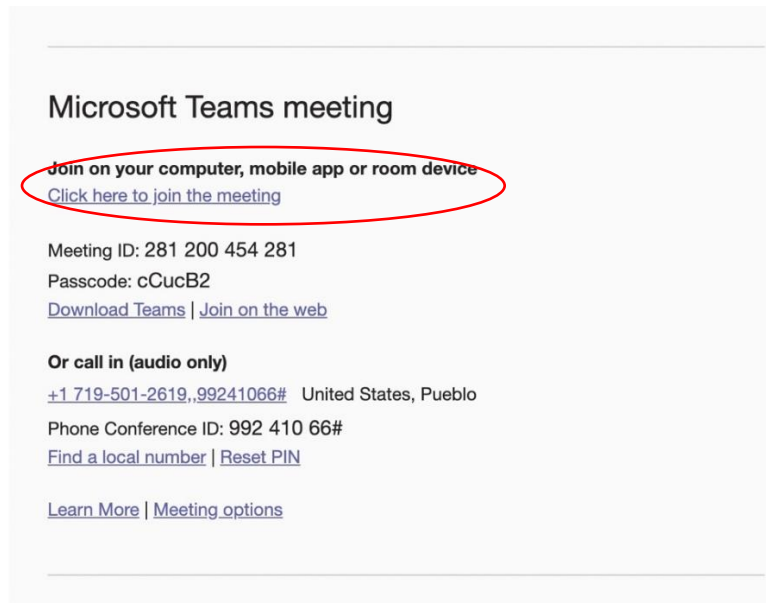 Microsoft Teams meeting
Join on your computer, mobile app or room device
Click here to join the meeting
Meeting ID: 281 200 454 281
Passcode: cCucB2
Download Teams | Join on the web
Or call in (audio only)
+1 719-501-2619,,99241066# United States, Pueblo
Phone Conference ID: 992 410 66#
Find a local number | Reset PIN
Learn More | Meeting options